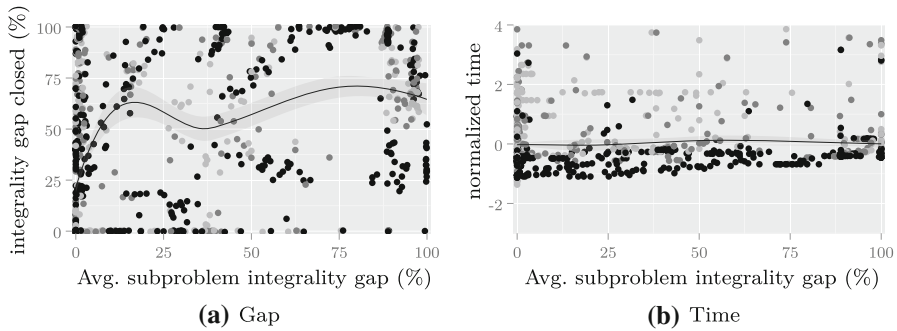 integrality gap closed (%)
100
75
50
25
0
0 25 50 75 100
Avg. subproblem integrality gap (%)
(a) Gap
normalized time
4
2
0
-2
0 25 50 75 100
Avg. subproblem integrality gap (%)
(b) Time